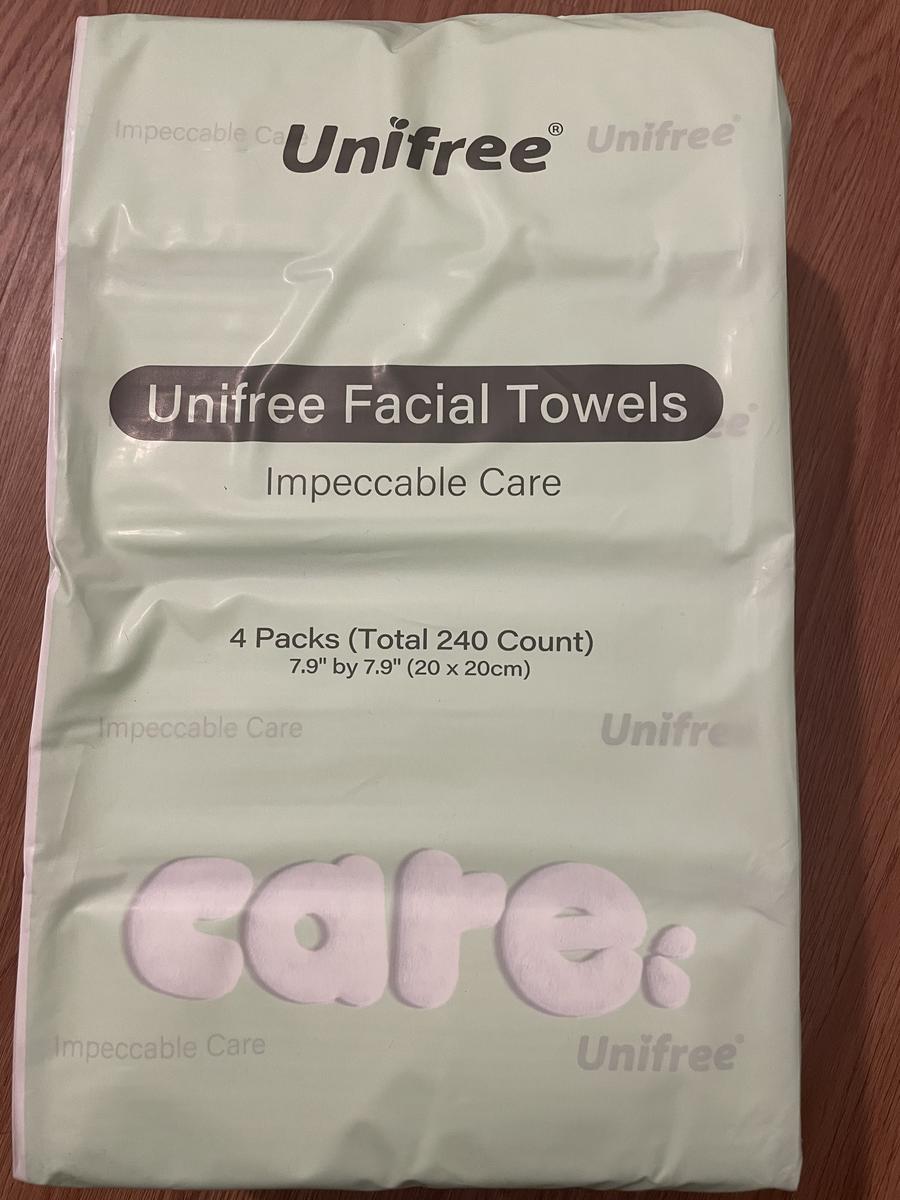 Impeccable Ca
Unifree®
Unifree
Unifree Facial Towels
Impeccable Care
4 Packs (Total 240 Count)
7.9" by 7.9" (20 x 20cm)
Impeccable Care
Unifree
care
Impeccable Care
Unifree